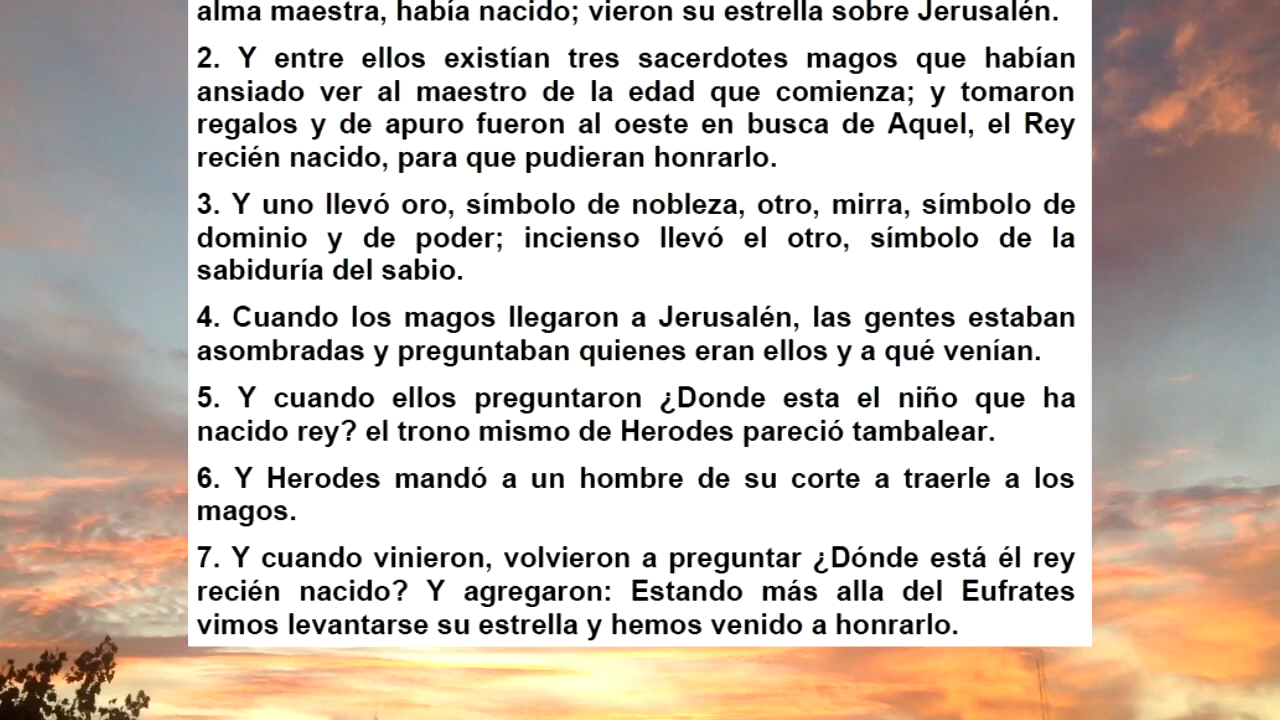 alma maestra, había nacido; vieron su estrella sobre Jerusalén.
2. Y entre ellos existían tres sacerdotes magos que habían
ansiado ver al maestro de la edad que comienza; y tomaron
regalos y de apuro fueron al oeste en busca de Aquel, el Rey
recién nacido, para que pudieran honrarlo.
3. Y uno llevó oro, símbolo de nobleza, otro, mirra, símbolo de
dominio y de poder; incienso llevó el otro, símbolo de la
sabiduría del sabio.
4. Cuando los magos llegaron a Jerusalén, las gentes estaban
asombradas y preguntaban quienes eran ellos y a qué venían.
5. Y cuando ellos preguntaron ¿Donde esta el niño que ha
nacido rey? el trono mismo de Herodes pareció tambalear.
6. Y Herodes mandó a un hombre de su corte a traerle a los
magos.
7. Y cuando vinieron, volvieron a preguntar ¿Dónde está él rey
recién nacido? Y agregaron: Estando más alla del Eufrates
vimos levantarse su estrella y hemos venido a honrarlo.